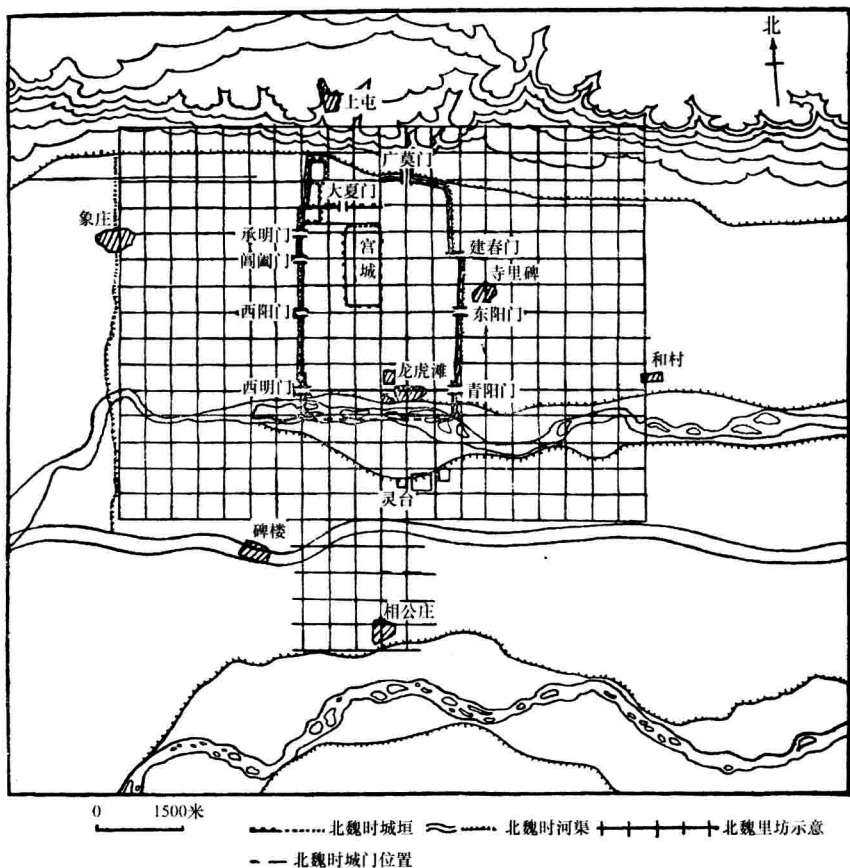 北
上屯
广莫门
大夏门
象庄
承明门
宫城
建春门
阊阖门
寺里碑
西阳门
东阳门
和村
龙虎滩
西明门
青阳门
灵台
碑楼
相公庄
0 1500米
北魏时城垣
北魏时河渠
北魏里坊示意
北魏时城门位置